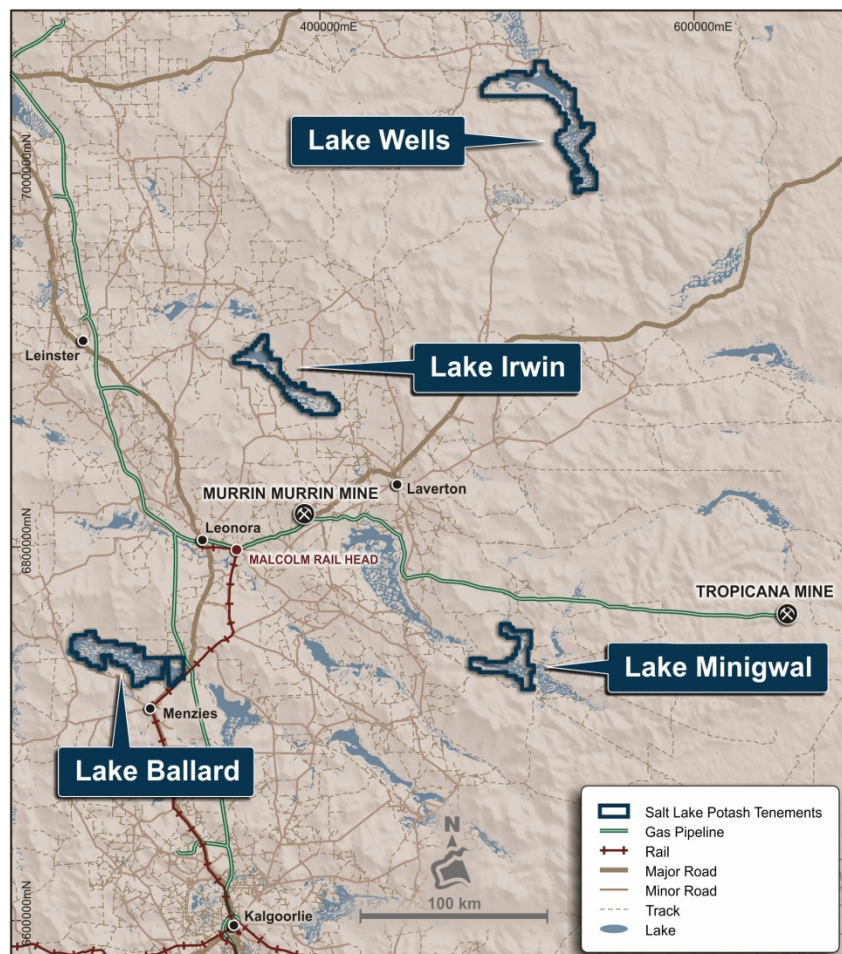 400000mE
600000mE
Lake Wells
7000000mN
Leinster
Lake Irwin
MURRIN MURRIN MINE
Laverton
Leonora
6800000mN
MALCOLM RAIL HEAD
TROPICANA MINE
Lake Minigwal
Menzies
Lake Ballard
Salt Lake Potash Tenements
Gas Pipeline
Rail
Major Road
Minor Road
Track
Lake
N
100 km
6600000mN
Kalgoorlie